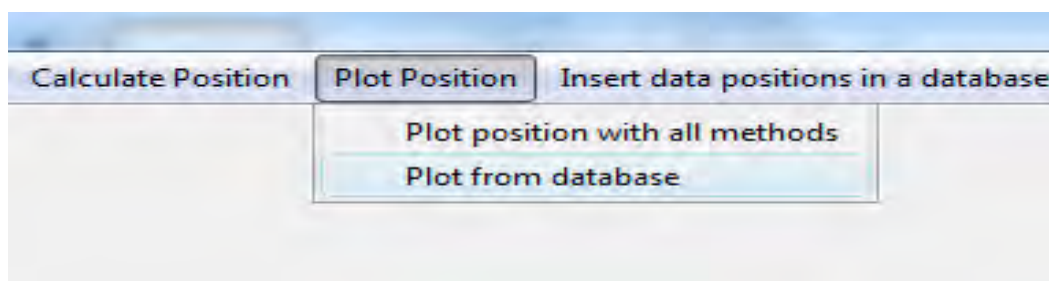 Calculate Position Plot Position Insert data positions in a database
Plot position with all methods
Plot from database